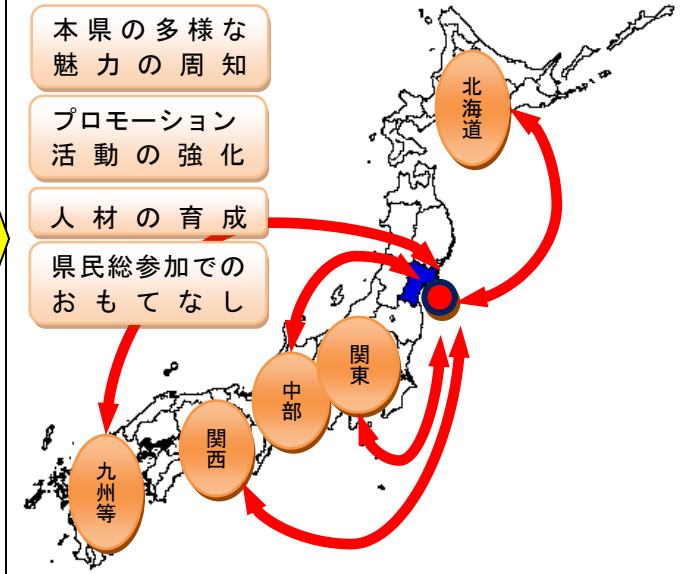 本県の多様な
魅力の周知
プロモーション
活動の強化
人材の育成
県民総参加での
おもてなし
北海道
関東
中部
関西
九州等